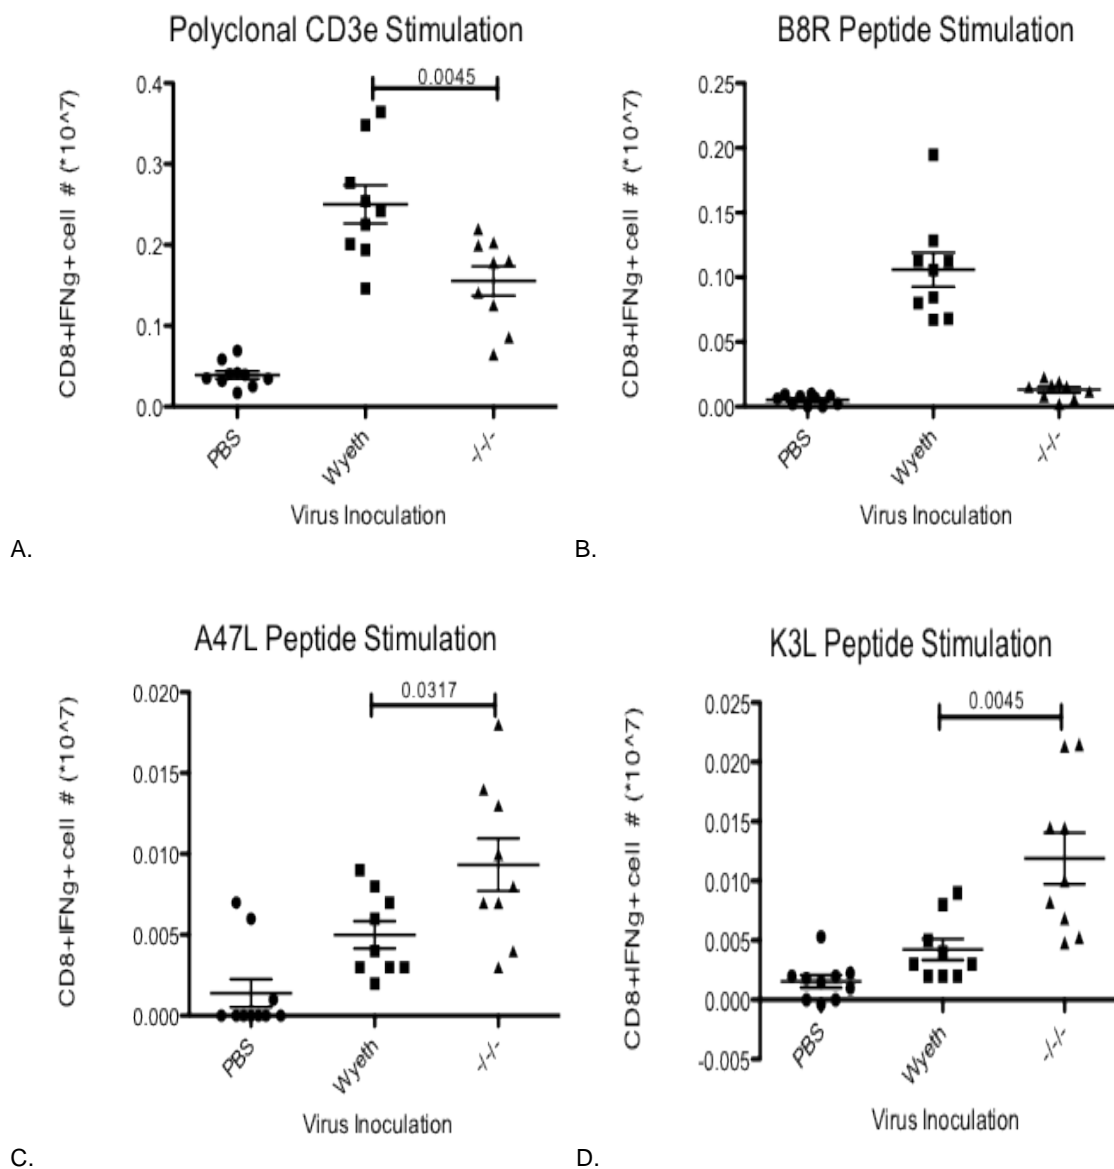 Polyclonal CD3e Stimulation
0.0045
CD8+IFNg+cell # (*10^7)
0.4
0.3
0.2
0.1
0.0
PBS
Wyeth
-/-/-
Virus Inoculation
A.
B8R Peptide Stimulation
CD8+IFNg+cell # (*10^7)
0.25
0.20
0.15
0.10
0.05
0.00
PBS
Wyeth
-/-/-
Virus Inoculation
B.
A47L Peptide Stimulation
0.0317
CD8+IFNg+cell # (*10^7)
0.020
0.015
0.010
0.005
0.000
PBS
Wyeth
-/-/-
Virus Inoculation
C.
K3L Peptide Stimulation
0.0045
CD8+IFNg+cell # (*10^7)
0.025
0.020
0.015
0.010
0.005
0.000
-0.005
PBS
Wyeth
-/-/-
Virus Inoculation
D.